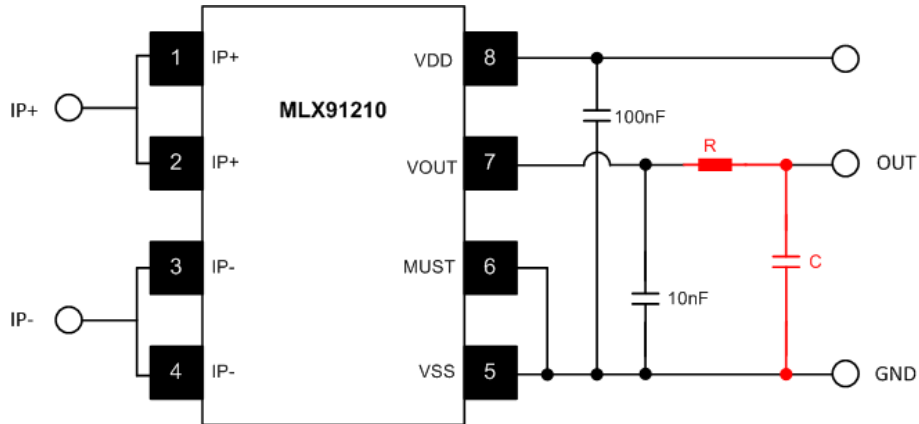 1 IP+ VDD 8
MLX91210
IP+
100nF
2 IP+ VOUT 7
R
OUT
3 IP- MUST 6
C
10nF
IP-
4 IP- VSS 5
GND